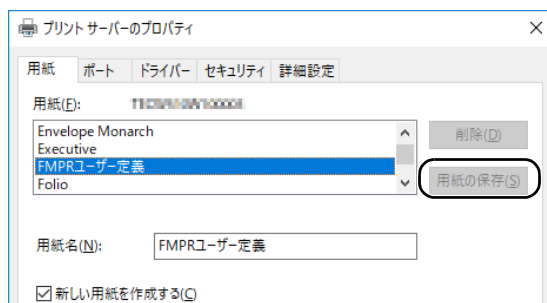 プリント サーバーのプロパティ
用紙 ポート ドライバー セキュリティ 詳細設定
用紙(F):
Envelope Monarch
Executive
FMPRユーザー定義
Folio
削除(D)
用紙の保存(S)
用紙名(N): FMPRユーザー定義
新しい用紙を作成する(C)